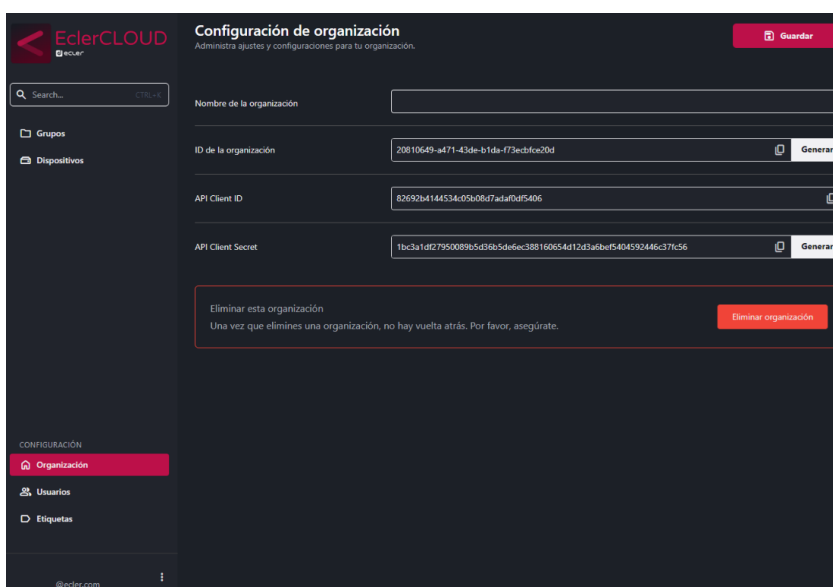 EclerCLOUD
ecler
Search...
CTRL+K
Grupos
Dispositivos
CONFIGURACIÓN
Organización
Usuarios
Etiquetas
@ecler.com
Configuración de organización
Administra ajustes y configuraciones para tu organización.
Guardar
Nombre de la organización
ID de la organización
20810649-a471-43de-b1da-f73ecbfce20d
Generar
API Client ID
82692b4144534c05b08d7adaf0df5406
API Client Secret
1bc3a1df27950089b5d36b5de6ec388160654d12d3a6bef5404592446c37fc56
Generar
Eliminar esta organización
Una vez que elimines una organización, no hay vuelta atrás. Por favor, asegúrate.
Eliminar organización